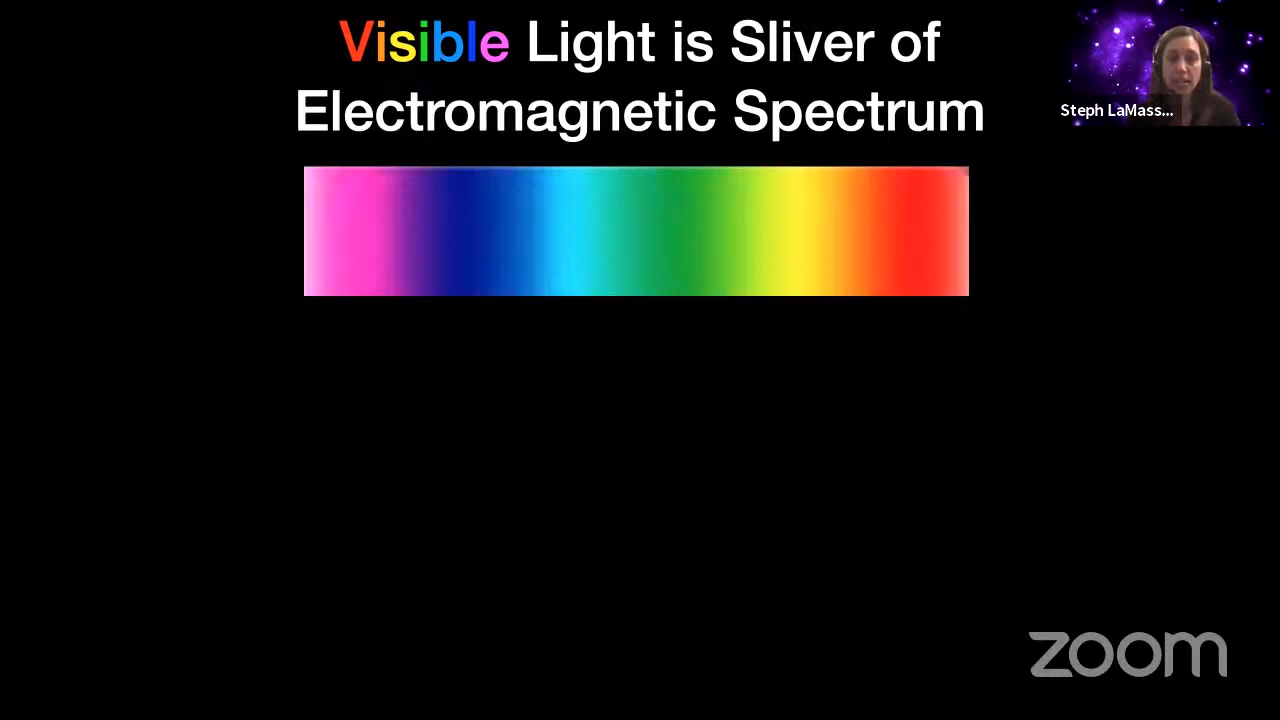 Visible Light is Sliver of
Electromagnetic Spectrum
Steph LaMass...
zoom